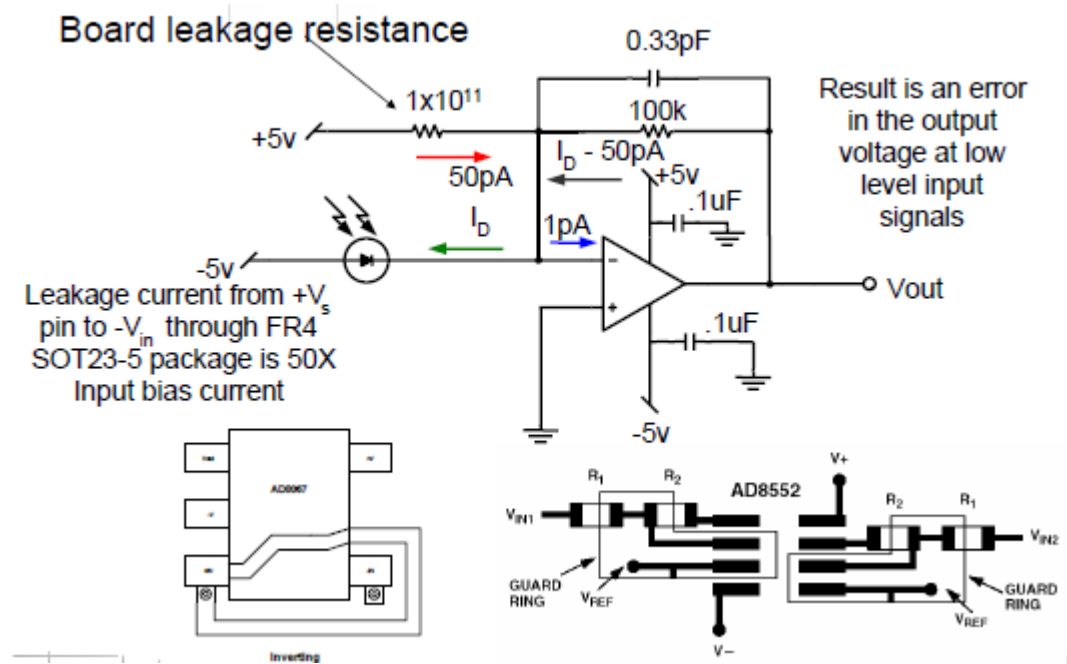 Board leakage resistance
0.33pF
1x10¹¹
100k
Result is an error
in the output
voltage at low
level input
signals
+5v
50pA
I_D - 50pA
+5v
.1uF
I_D
1pA
-5v
−
+
Vout
Leakage current from +V_s
pin to -V_in through FR4
SOT23-5 package is 50X
Input bias current
.1uF
-5v
-V
+V
Inverting
R₁
R₂
AD8552
V+
R₂
R₁
V_IN1
V_IN2
GUARD
RING
V_REF
GUARD
RING
V_REF
V−